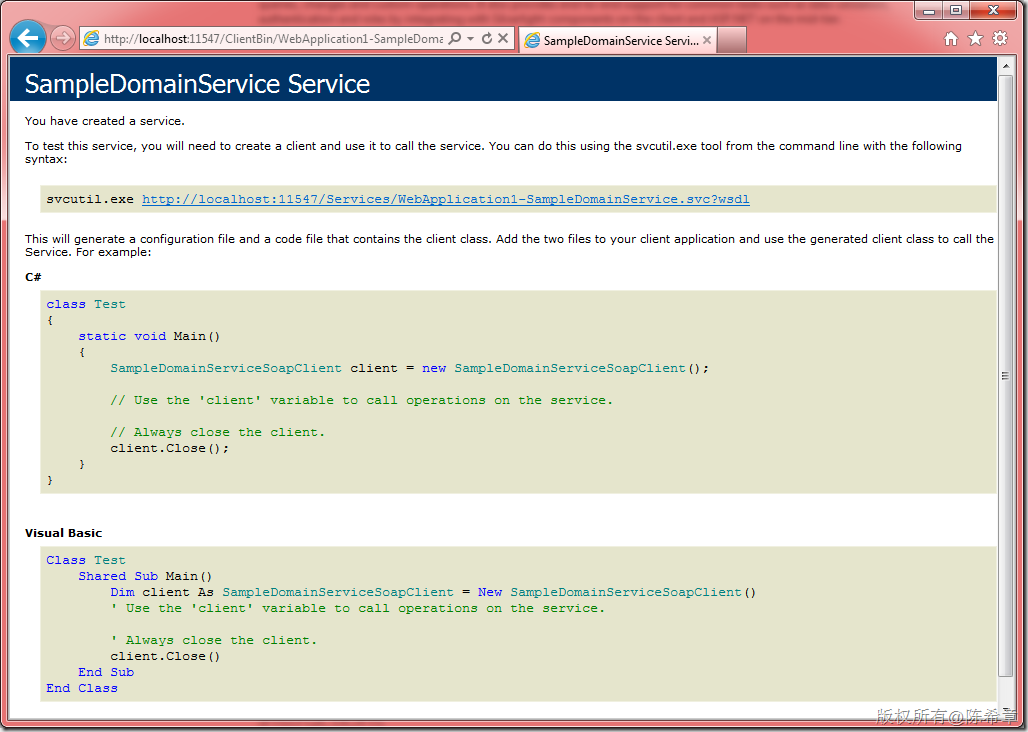 http://localhost:11547/ClientBin/WebApplication1-SampleDoma
SampleDomainService Servi...
SampleDomainService Service
You have created a service.
To test this service, you will need to create a client and use it to call the service. You can do this using the svcutil.exe tool from the command line with the following
syntax:
svcutil.exe http://localhost:11547/Services/WebApplication1-SampleDomainService.svc?wsdl
This will generate a configuration file and a code file that contains the client class. Add the two files to your client application and use the generated client class to call the
Service. For example:
C#
class Test
{
    static void Main()
    {
        SampleDomainServiceSoapClient client = new SampleDomainServiceSoapClient();
        // Use the 'client' variable to call operations on the service.
        // Always close the client.
        client.Close();
    }
}
Visual Basic
Class Test
    Shared Sub Main()
        Dim client As SampleDomainServiceSoapClient = New SampleDomainServiceSoapClient()
        ' Use the 'client' variable to call operations on the service.
        ' Always close the client.
        client.Close()
    End Sub
End Class
版权所有@陈希章